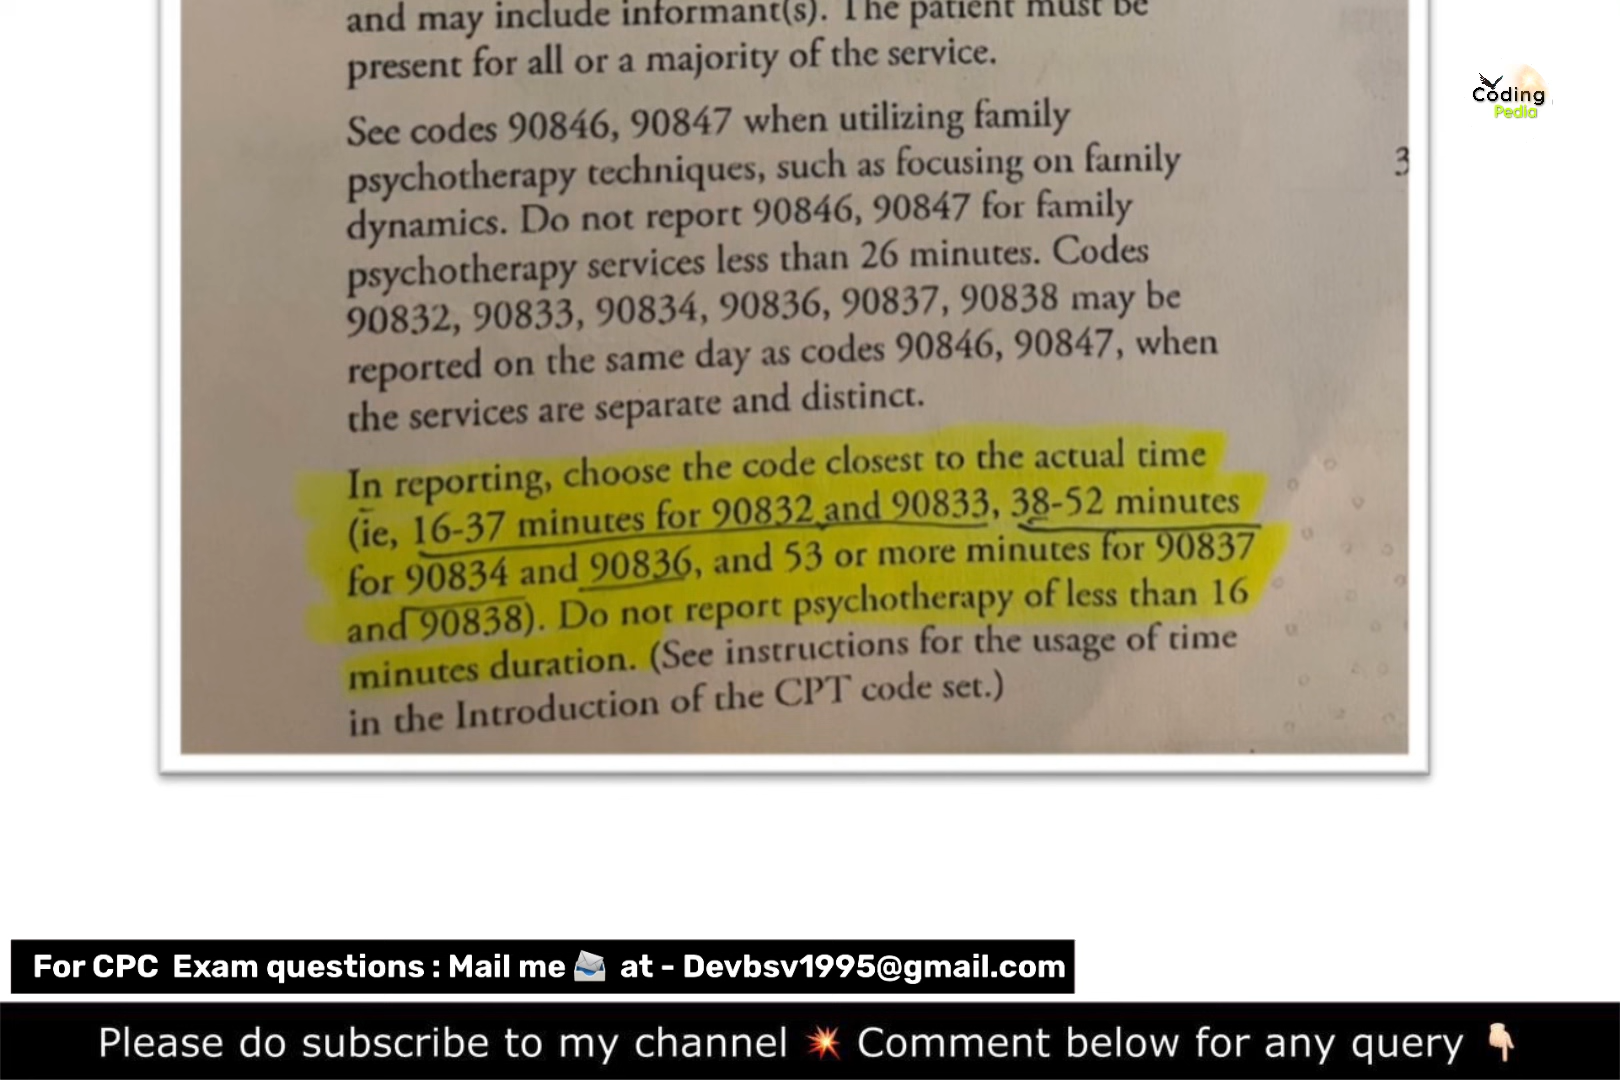 and may include informant(s). The patient must be
present for all or a majority of the service.
See codes 90846, 90847 when utilizing family
psychotherapy techniques, such as focusing on family
dynamics. Do not report 90846, 90847 for family
psychotherapy services less than 26 minutes. Codes
90832, 90833, 90834, 90836, 90837, 90838 may be
reported on the same day as codes 90846, 90847, when
the services are separate and distinct.
In reporting, choose the code closest to the actual time
(ie, 16-37 minutes for 90832 and 90833, 38-52 minutes
for 90834 and 90836, and 53 or more minutes for 90837
and 90838). Do not report psychotherapy of less than 16
minutes duration. (See instructions for the usage of time
in the Introduction of the CPT code set.)
3
Coding
Pedia
For CPC Exam questions : Mail me 📨 at - Devbsv1995@gmail.com
Please do subscribe to my channel 💥 Comment below for any query 👇🏻